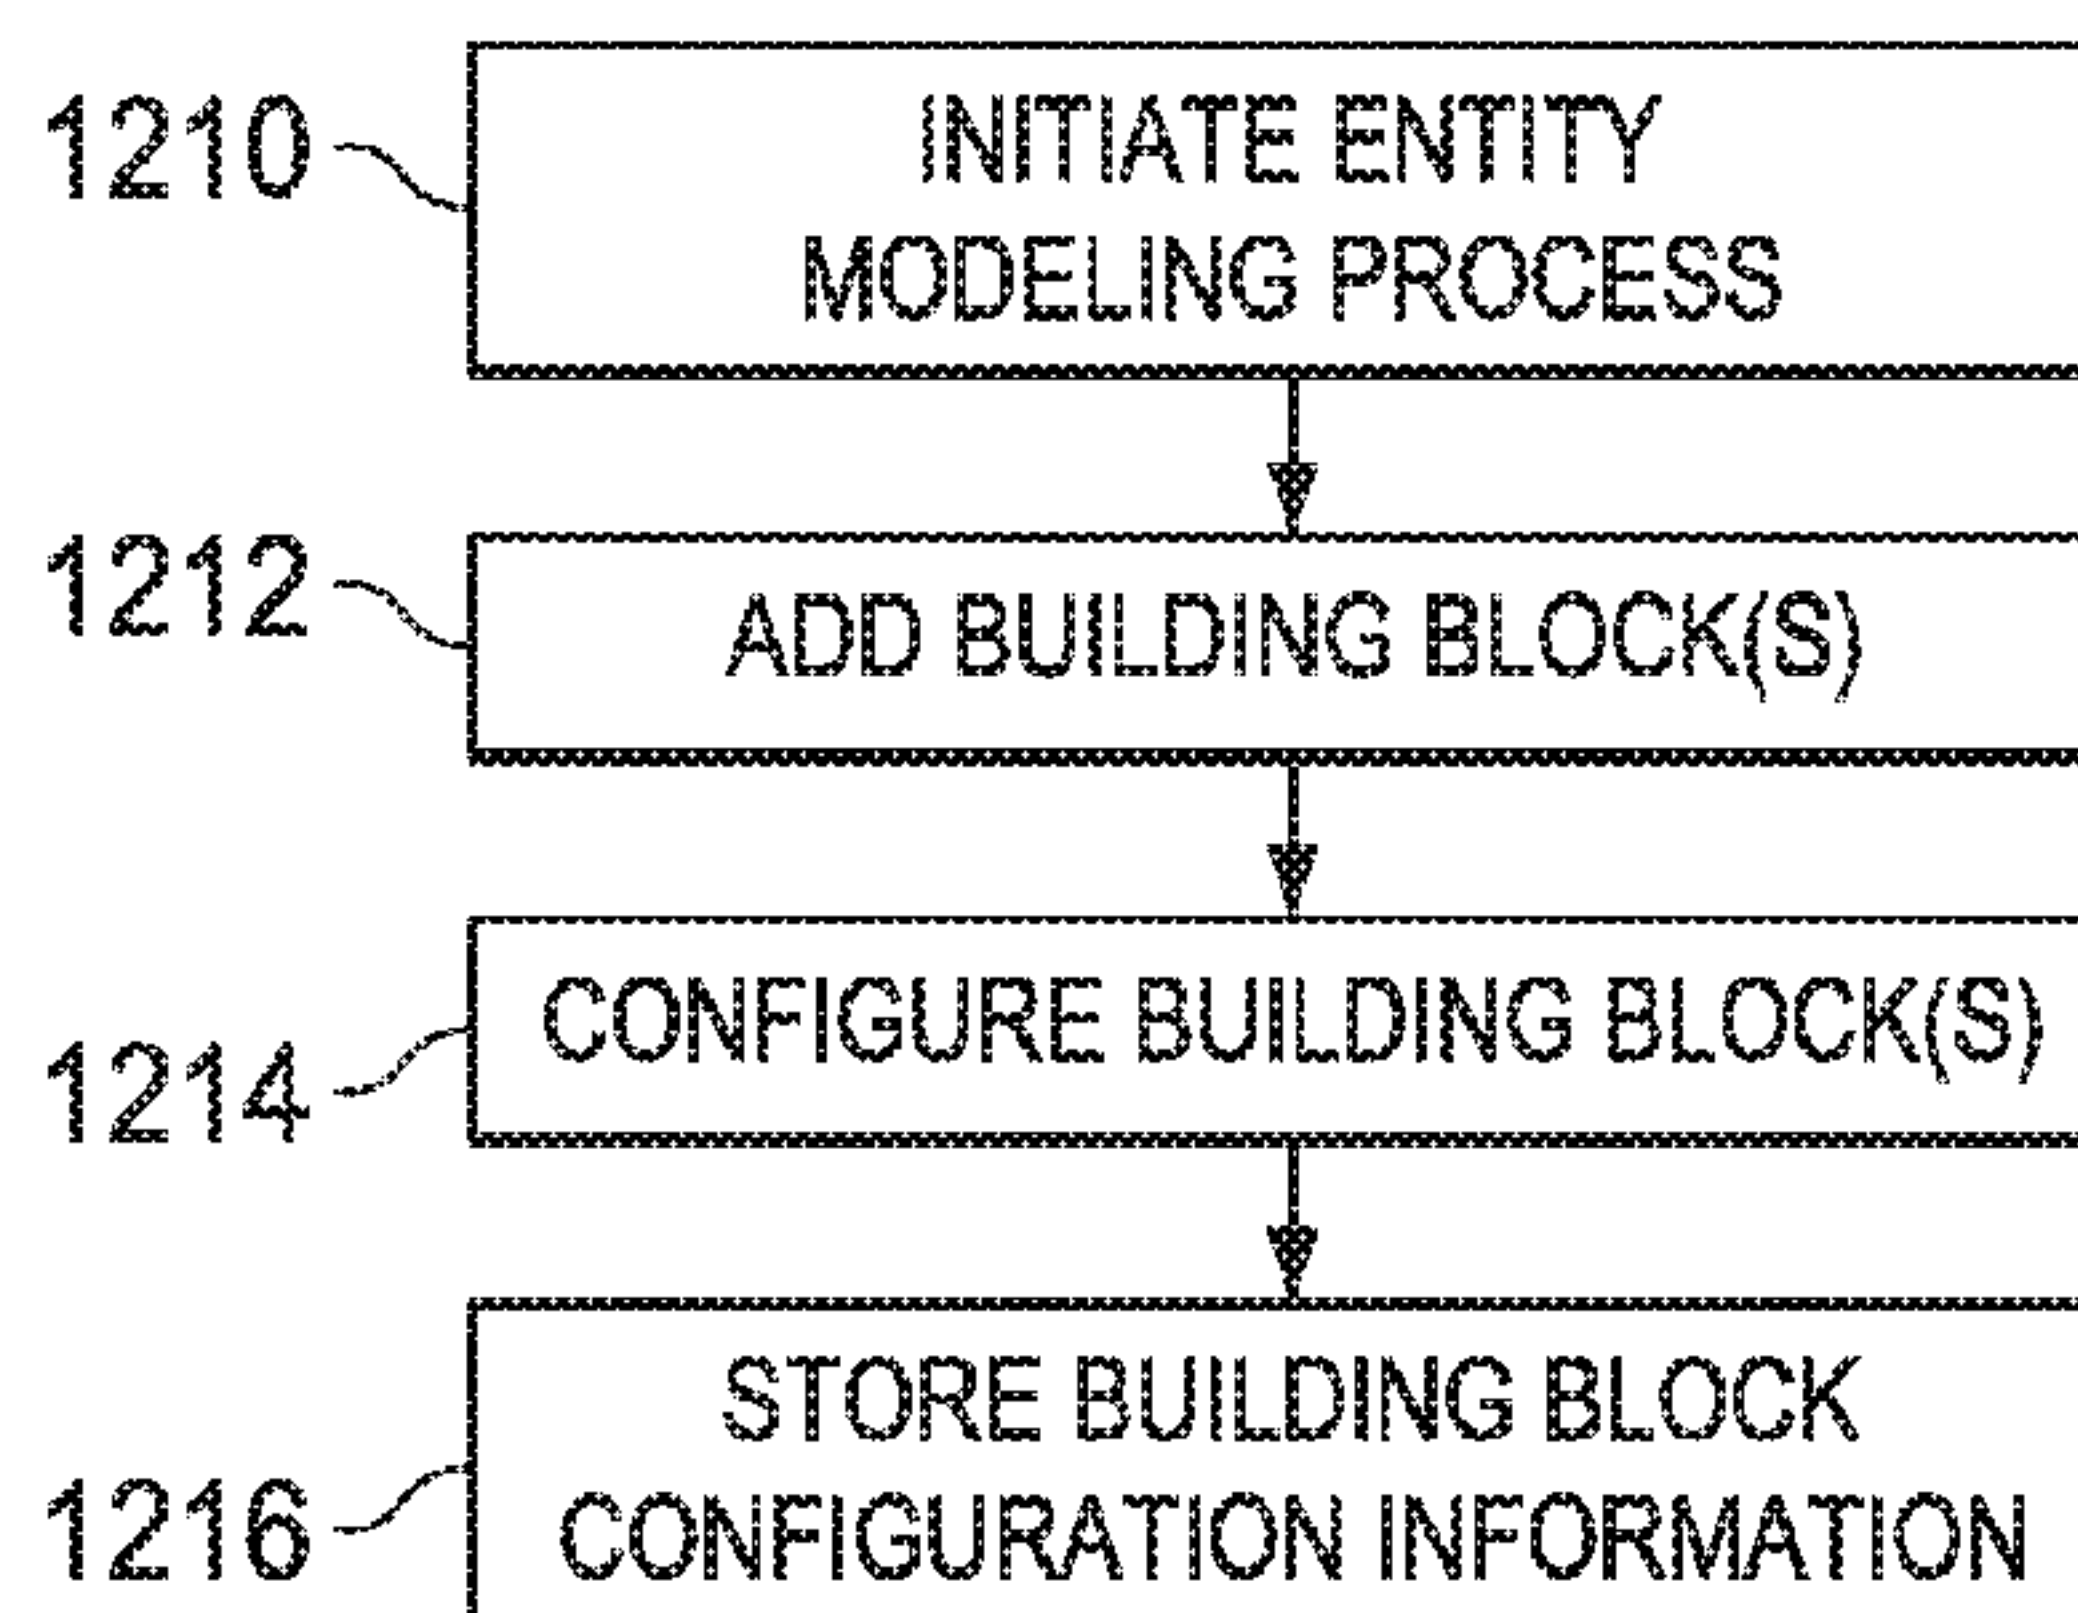 1210
INITIATE ENTITY
MODELING PROCESS
1212
ADD BUILDING BLOCK(S)
CONFIGURE BUILDING BLOCK(S)
1214
STORE BUILDING BLOCK
1216
CONFIGURATION INFORMATION